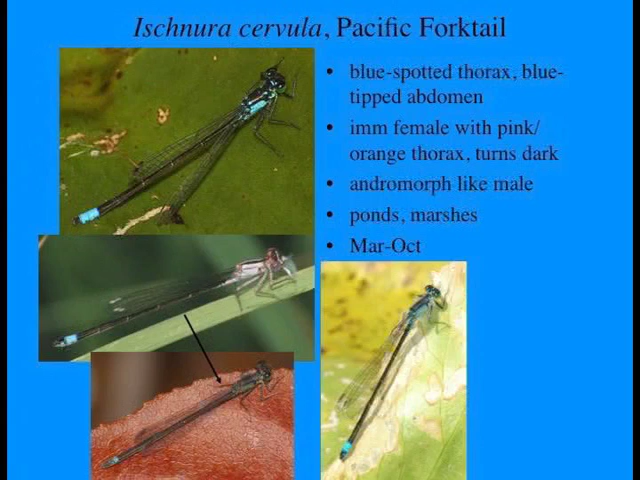 Ischnura cervula, Pacific Forktail
• blue-spotted thorax, blue-
tipped abdomen
• imm female with pink/
orange thorax, turns dark
• andromorph like male
• ponds, marshes
• Mar-Oct